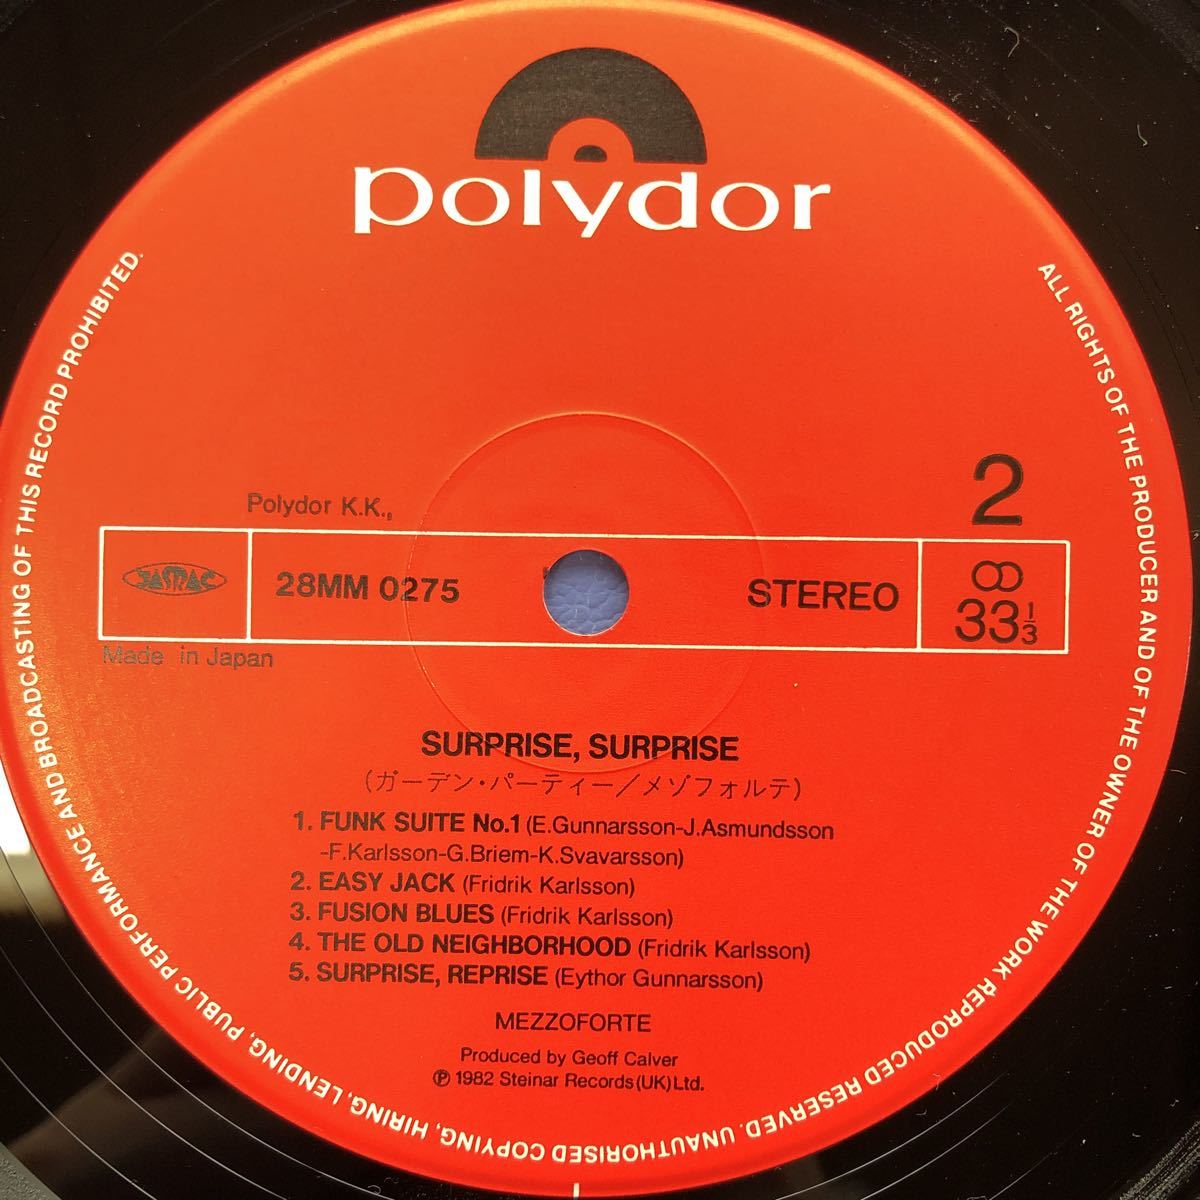 polydor
Polydor K.K.,
2
JASRAC
28MM 0275
STEREO
33 1/3
Made in Japan
SURPRISE, SURPRISE
(ガーデン・パーティー/メゾフォルテ)
1. FUNK SUITE No.1 (E.Gunnarsson-J.Asmundsson
-F.Karlsson-G.Briem-K.Svavarsson)
2. EASY JACK (Fridrik Karlsson)
3. FUSION BLUES (Fridrik Karlsson)
4. THE OLD NEIGHBORHOOD (Fridrik Karlsson)
5. SURPRISE, REPRISE (Eythor Gunnarsson)
MEZZOFORTE
Produced by Geoff Calver
℗ 1982 Steinar Records (UK) Ltd.
ALL RIGHTS OF THE PRODUCER AND OF THE OWNER OF THE WORK REPRODUCED RESERVED. UNAUTHORISED COPYING, HIRING, LENDING, PUBLIC PERFORMANCE AND BROADCASTING OF THIS RECORD PROHIBITED.